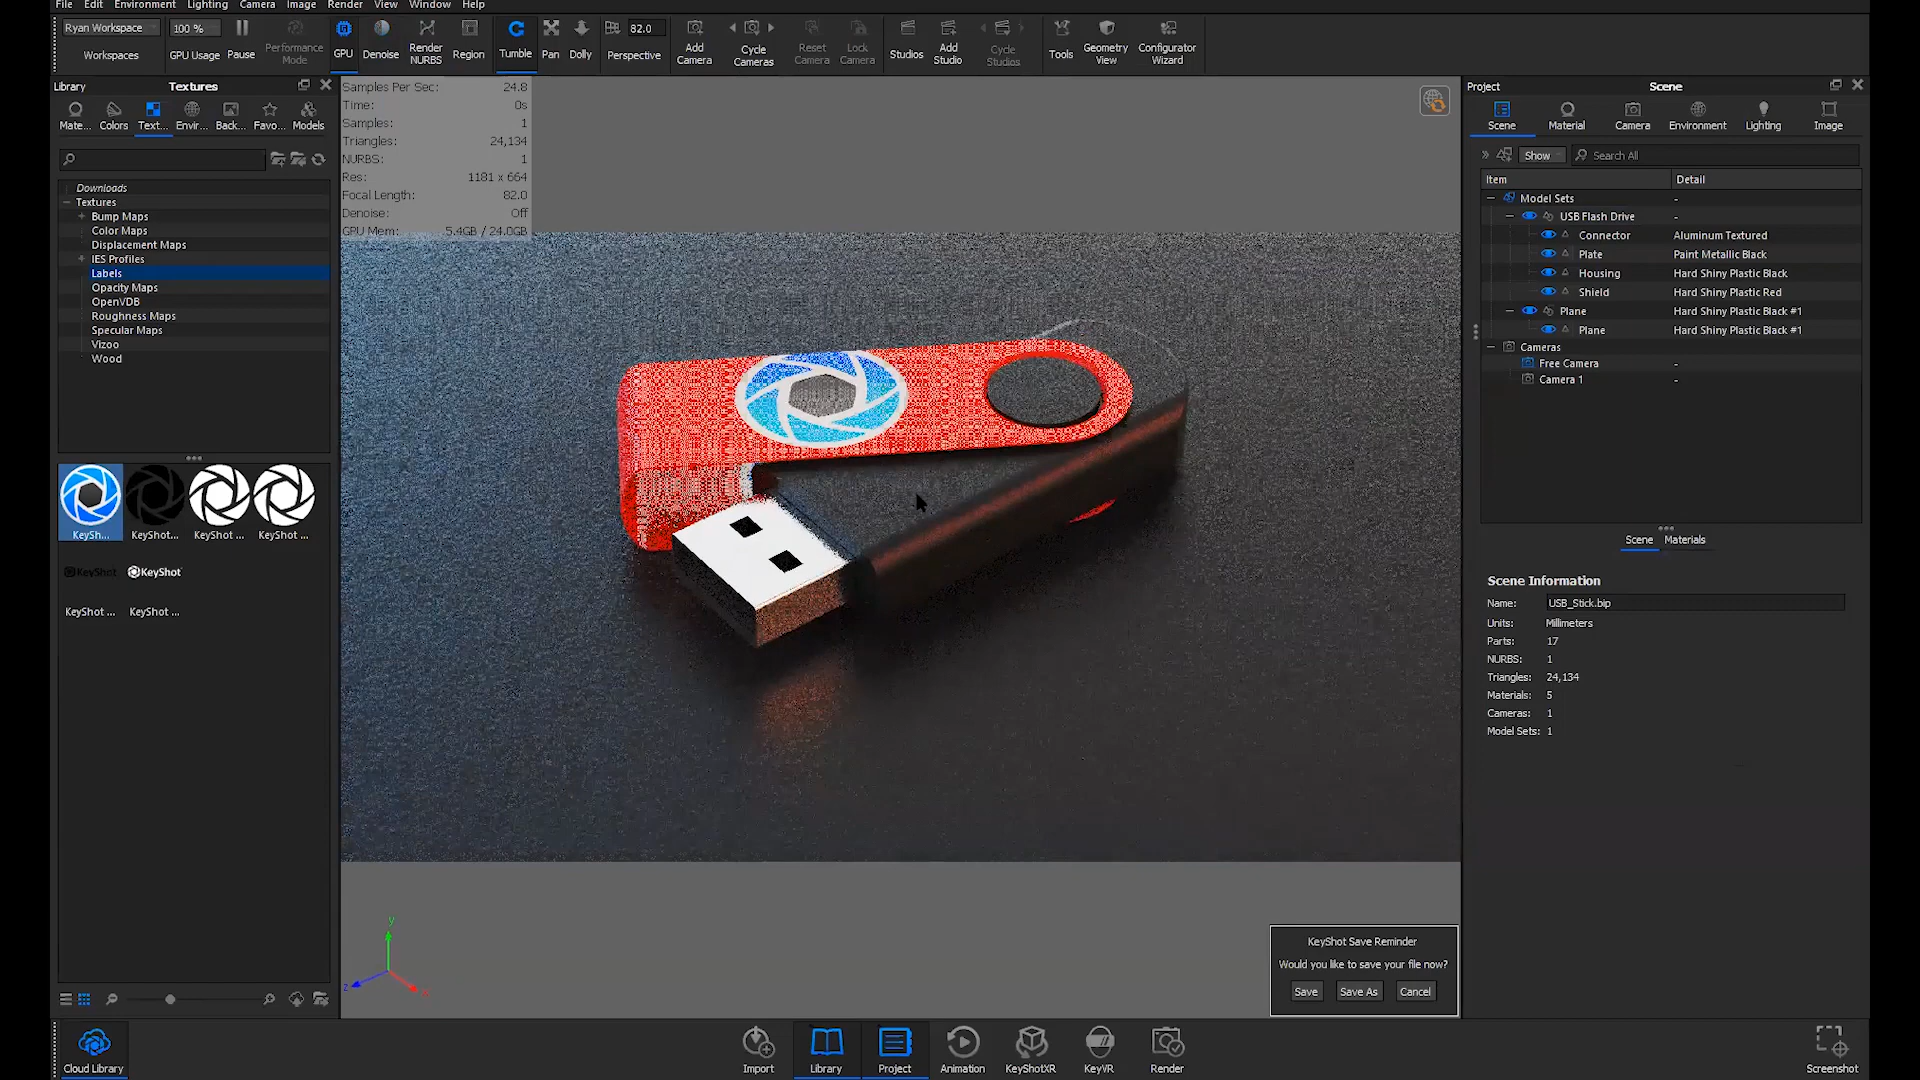 File Edit Environment Lighting Camera Image Render View Window Help
Ryan Workspace 100 % 82.0
Workspaces GPU Usage Pause Performance Mode GPU Denoise Render NURBS Region Tumble Pan Dolly Perspective Add Camera Cycle Cameras Reset Camera Lock Camera Studios Add Studio Cycle Studios Tools Geometry View Configurator Wizard
Library Textures
Mate... Colors Text... Envir... Back... Favo... Models
Downloads
Textures
Bump Maps
Color Maps
Displacement Maps
IES Profiles
Labels
Opacity Maps
OpenVDB
Roughness Maps
Specular Maps
Vizoo
Wood
KeySh... KeyShot... KeyShot ... KeyShot ...
KeyShot KeyShot
KeyShot ... KeyShot ...
Samples Per Sec: 24.8
Time: 0s
Samples: 1
Triangles: 24,134
NURBS: 1
Res: 1181 x 664
Focal Length: 82.0
Denoise: Off
GPU Mem: 5.4GB / 24.0GB
y
z
x
KeyShot Save Reminder
Would you like to save your file now?
Save Save As Cancel
Project Scene
Scene Material Camera Environment Lighting Image
Show Search All
Item Detail
Model Sets -
USB Flash Drive -
Connector Aluminum Textured
Plate Paint Metallic Black
Housing Hard Shiny Plastic Black
Shield Hard Shiny Plastic Red
Plane Hard Shiny Plastic Black #1
Plane Hard Shiny Plastic Black #1
Cameras
Free Camera -
Camera 1 -
Scene Materials
Scene Information
Name: USB_Stick.bip
Units: Millimeters
Parts: 17
NURBS: 1
Triangles: 24,134
Materials: 5
Cameras: 1
Model Sets: 1
Cloud Library Import Library Project Animation KeyShotXR KeyVR Render Screenshot